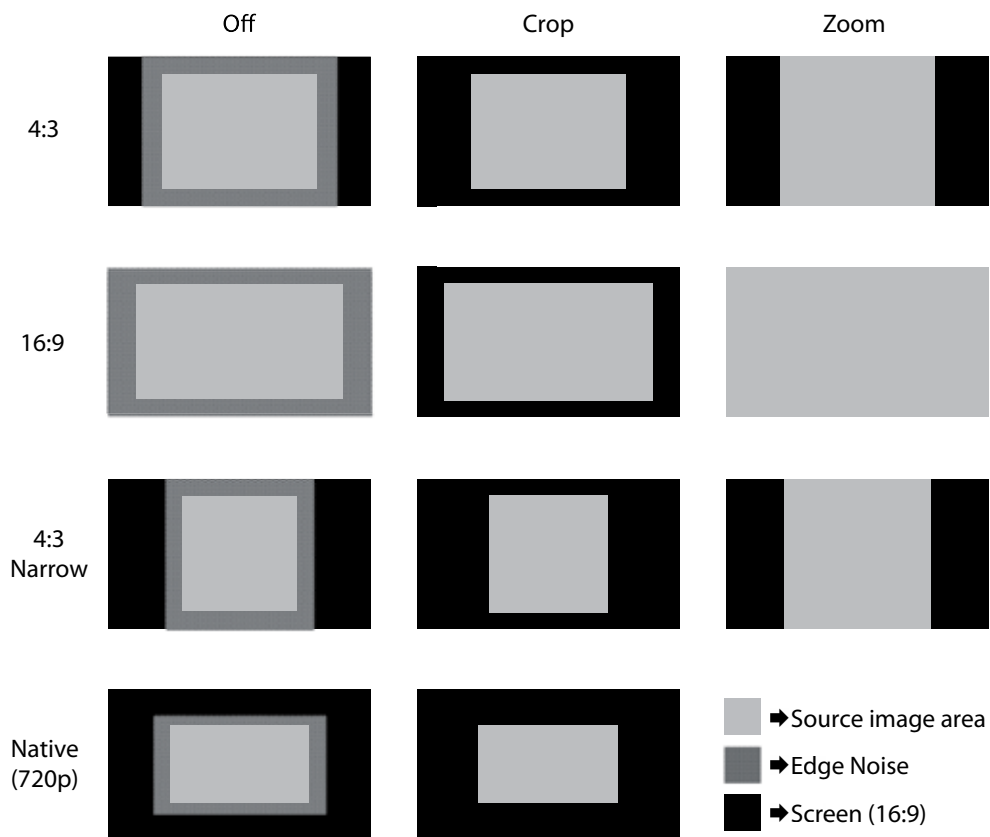 Off Crop Zoom
4:3
16:9
4:3
Narrow
Native
(720p)
➡Source image area
➡Edge Noise
➡Screen (16:9)